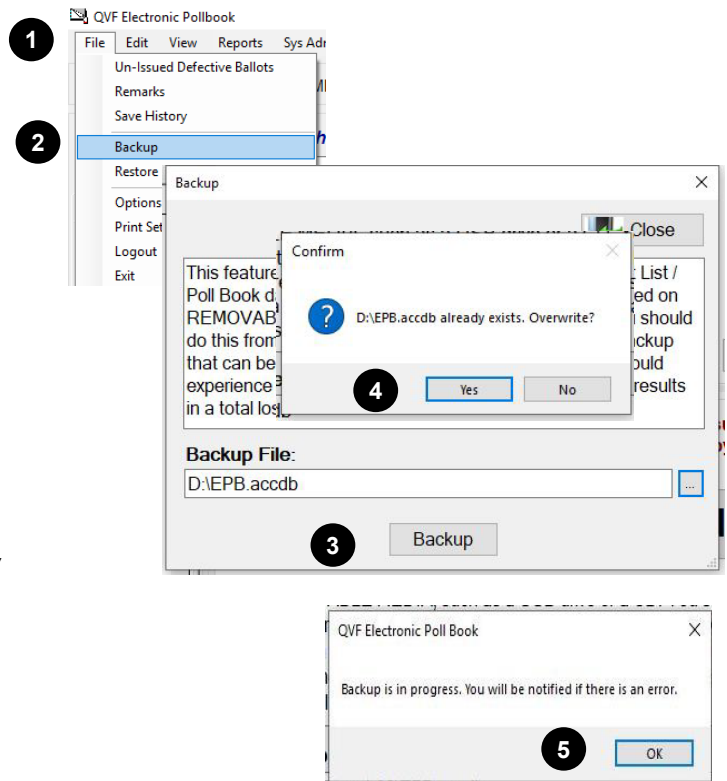 QVF Electronic Pollbook
1
File Edit View Reports Sys Adr
Un-Issued Defective Ballots
Remarks
Save History
2
Backup
Restore
Options
Print Set
Logout
Exit
Backup
Close
This feature
List /
Poll Book d
ed on
REMOVAB
should
do this from
ckup
that can be
ould
experience
results
in a total los
Confirm
D:\EPB.accdb already exists. Overwrite?
4
Yes No
Backup File:
D:\EPB.accdb
...
3
Backup
QVF Electronic Poll Book
Backup is in progress. You will be notified if there is an error.
5
OK